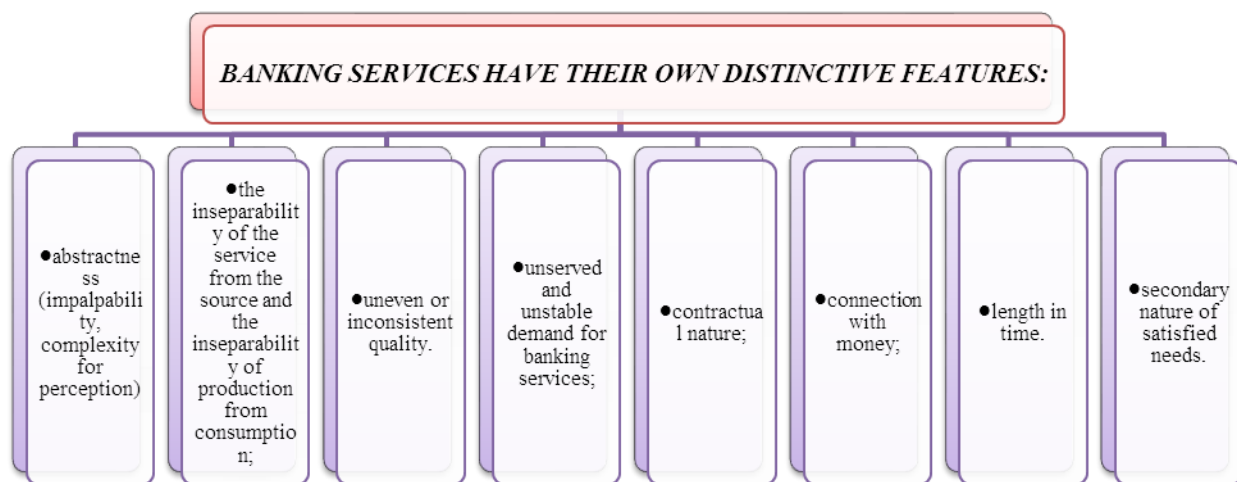 BANKING SERVICES HAVE THEIR OWN DISTINCTIVE FEATURES:
●abstractne
ss
(impalpabili
ty,
complexity
for
perception)
●the
inseparabilit
y of the
service
from the
source and
the
inseparabilit
y of
production
from
consumptio
n;
●uneven or
inconsistent
quality.
●unserved
and
unstable
demand for
banking
services;
●contractua
l nature;
●connection
with
money;
●length in
time.
●secondary
nature of
satisfied
needs.